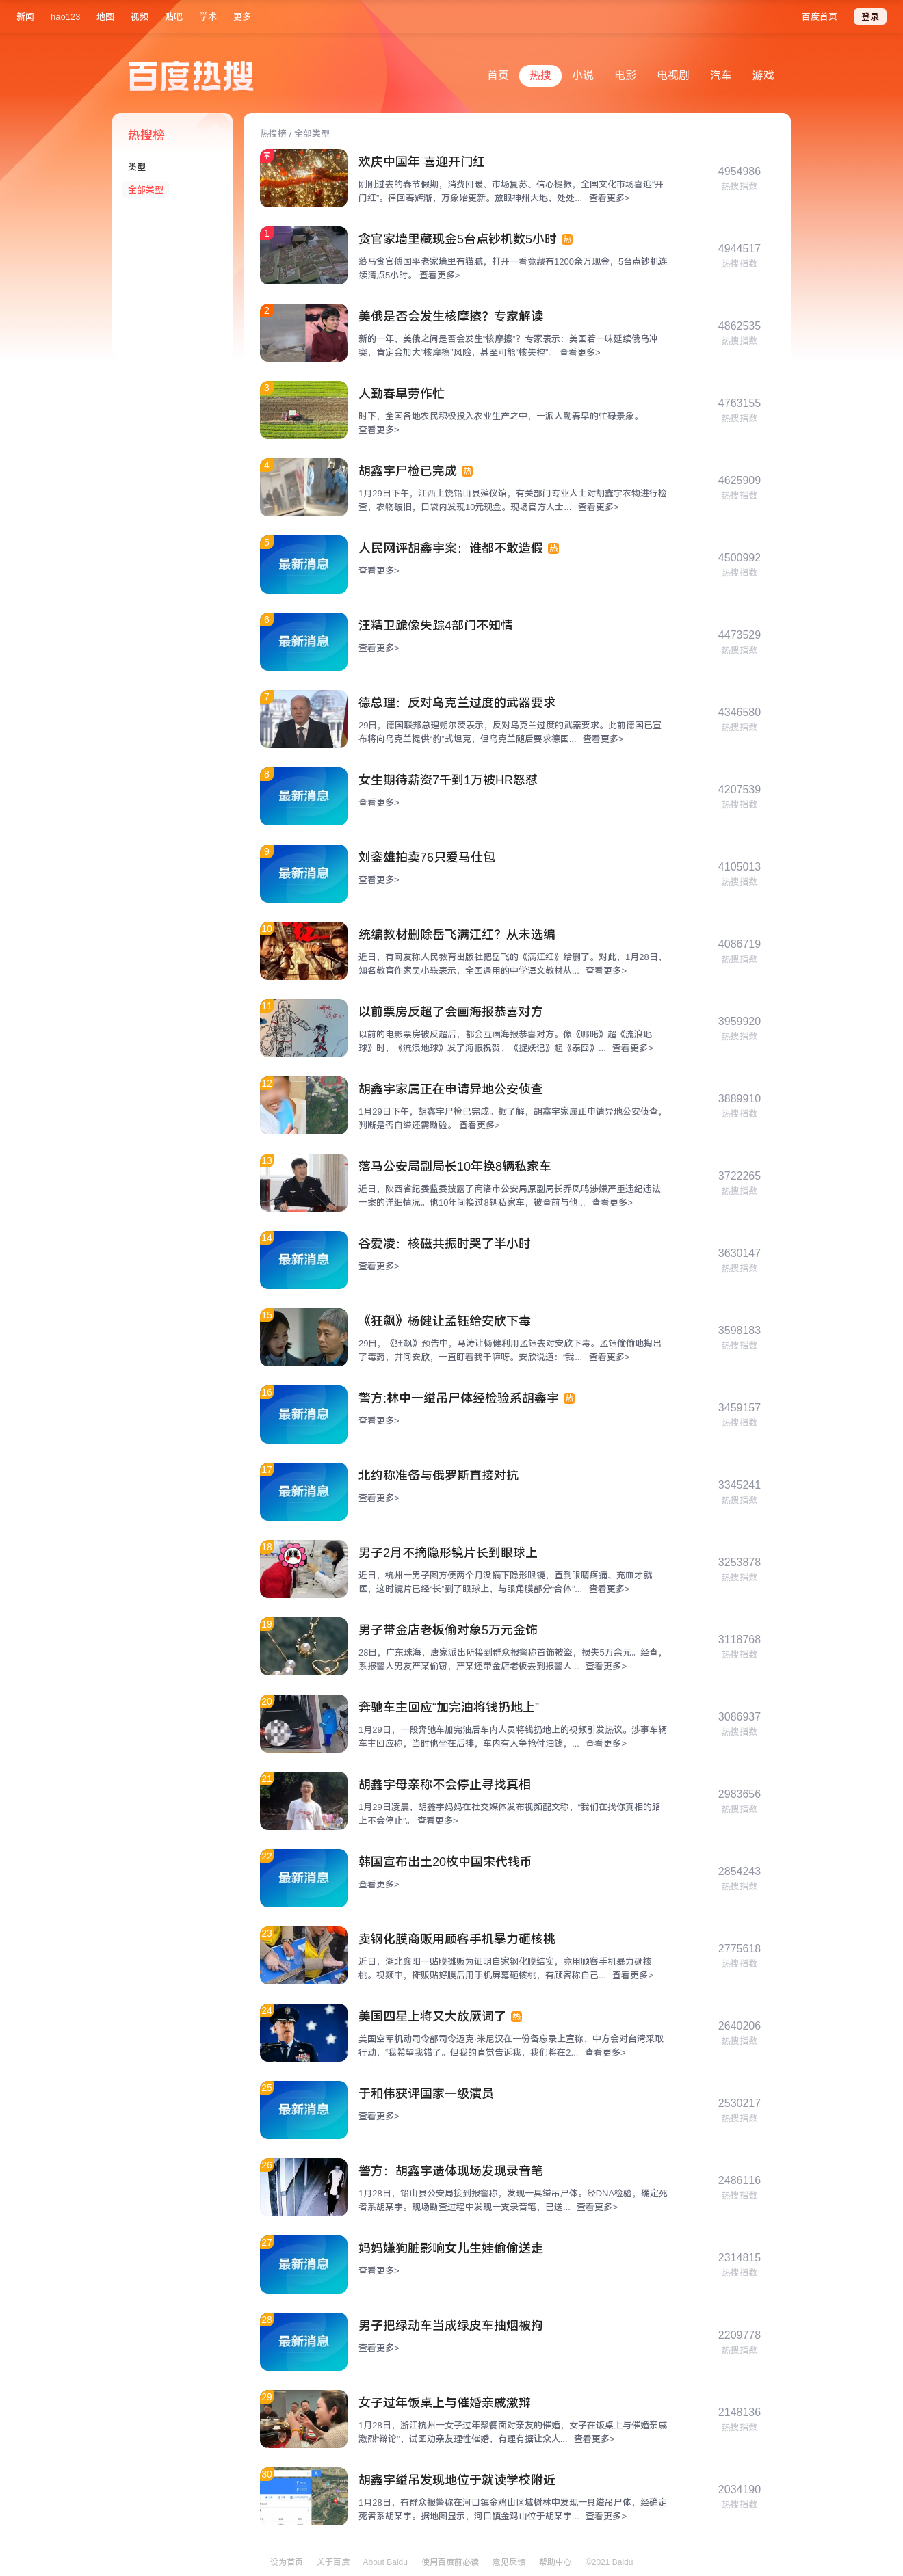 新闻 hao123 地图 视频 贴吧 学术 更多 百度首页 登录
百度热搜
首页 热搜 小说 电影 电视剧 汽车 游戏
热搜榜
类型
全部类型
热搜榜 / 全部类型
欢庆中国年 喜迎开门红
刚刚过去的春节假期，消费回暖、市场复苏、信心提振，全国文化市场喜迎“开
门红”。律回春辉渐，万象始更新。放眼神州大地，处处... 查看更多>
4954986
热搜指数
1
贪官家墙里藏现金5台点钞机数5小时 热
落马贪官傅国平老家墙里有猫腻，打开一看竟藏有1200余万现金，5台点钞机连
续清点5小时。 查看更多>
4944517
热搜指数
2
美俄是否会发生核摩擦？专家解读
新的一年，美俄之间是否会发生“核摩擦”？专家表示：美国若一味延续俄乌冲
突，肯定会加大“核摩擦”风险，甚至可能“核失控”。 查看更多>
4862535
热搜指数
3
人勤春早劳作忙
时下，全国各地农民积极投入农业生产之中，一派人勤春早的忙碌景象。
查看更多>
4763155
热搜指数
4
胡鑫宇尸检已完成 热
1月29日下午，江西上饶铅山县殡仪馆，有关部门专业人士对胡鑫宇衣物进行检
查，衣物破旧，口袋内发现10元现金。现场官方人士... 查看更多>
4625909
热搜指数
5
最新消息
人民网评胡鑫宇案：谁都不敢造假 热
查看更多>
4500992
热搜指数
6
最新消息
汪精卫跪像失踪4部门不知情
查看更多>
4473529
热搜指数
7
德总理：反对乌克兰过度的武器要求
29日，德国联邦总理朔尔茨表示，反对乌克兰过度的武器要求。此前德国已宣
布将向乌克兰提供“豹”式坦克，但乌克兰随后要求德国... 查看更多>
4346580
热搜指数
8
最新消息
女生期待薪资7千到1万被HR怒怼
查看更多>
4207539
热搜指数
9
最新消息
刘銮雄拍卖76只爱马仕包
查看更多>
4105013
热搜指数
10
统编教材删除岳飞满江红？从未选编
近日，有网友称人民教育出版社把岳飞的《满江红》给删了。对此，1月28日，
知名教育作家吴小轶表示，全国通用的中学语文教材从... 查看更多>
4086719
热搜指数
11
以前票房反超了会画海报恭喜对方
以前的电影票房被反超后，都会互画海报恭喜对方。像《哪吒》超《流浪地
球》时，《流浪地球》发了海报祝贺，《捉妖记》超《泰囧》... 查看更多>
3959920
热搜指数
12
胡鑫宇家属正在申请异地公安侦查
1月29日下午，胡鑫宇尸检已完成。据了解，胡鑫宇家属正申请异地公安侦查，
判断是否自缢还需勘验。 查看更多>
3889910
热搜指数
13
落马公安局副局长10年换8辆私家车
近日，陕西省纪委监委披露了商洛市公安局原副局长乔凤鸣涉嫌严重违纪违法
一案的详细情况。他10年间换过8辆私家车，被查前与他... 查看更多>
3722265
热搜指数
14
最新消息
谷爱凌：核磁共振时哭了半小时
查看更多>
3630147
热搜指数
15
《狂飙》杨健让孟钰给安欣下毒
29日，《狂飙》预告中，马涛让杨健利用孟钰去对安欣下毒。孟钰偷偷地掏出
了毒药，并问安欣，一直盯着我干嘛呀。安欣说道：“我... 查看更多>
3598183
热搜指数
16
最新消息
警方:林中一缢吊尸体经检验系胡鑫宇 热
查看更多>
3459157
热搜指数
17
最新消息
北约称准备与俄罗斯直接对抗
查看更多>
3345241
热搜指数
18
男子2月不摘隐形镜片长到眼球上
近日，杭州一男子图方便两个月没摘下隐形眼镜，直到眼睛疼痛、充血才就
医，这时镜片已经“长”到了眼球上，与眼角膜部分“合体”... 查看更多>
3253878
热搜指数
19
男子带金店老板偷对象5万元金饰
28日，广东珠海，唐家派出所接到群众报警称首饰被盗，损失5万余元。经查，
系报警人男友严某偷窃，严某还带金店老板去到报警人... 查看更多>
3118768
热搜指数
20
奔驰车主回应“加完油将钱扔地上”
1月29日，一段奔驰车加完油后车内人员将钱扔地上的视频引发热议。涉事车辆
车主回应称，当时他坐在后排，车内有人争抢付油钱，... 查看更多>
3086937
热搜指数
21
胡鑫宇母亲称不会停止寻找真相
1月29日凌晨，胡鑫宇妈妈在社交媒体发布视频配文称，“我们在找你真相的路
上不会停止”。 查看更多>
2983656
热搜指数
22
最新消息
韩国宣布出土20枚中国宋代钱币
查看更多>
2854243
热搜指数
23
卖钢化膜商贩用顾客手机暴力砸核桃
近日，湖北襄阳一贴膜摊贩为证明自家钢化膜结实，竟用顾客手机暴力砸核
桃。视频中，摊贩贴好膜后用手机屏幕砸核桃，有顾客称自己... 查看更多>
2775618
热搜指数
24
美国四星上将又大放厥词了 热
美国空军机动司令部司令迈克·米尼汉在一份备忘录上宣称，中方会对台湾采取
行动，“我希望我错了。但我的直觉告诉我，我们将在2... 查看更多>
2640206
热搜指数
25
最新消息
于和伟获评国家一级演员
查看更多>
2530217
热搜指数
26
警方：胡鑫宇遗体现场发现录音笔
1月28日，铅山县公安局接到报警称，发现一具缢吊尸体。经DNA检验，确定死
者系胡某宇。现场勘查过程中发现一支录音笔，已送... 查看更多>
2486116
热搜指数
27
最新消息
妈妈嫌狗脏影响女儿生娃偷偷送走
查看更多>
2314815
热搜指数
28
最新消息
男子把绿动车当成绿皮车抽烟被拘
查看更多>
2209778
热搜指数
29
女子过年饭桌上与催婚亲戚激辩
1月28日，浙江杭州一女子过年聚餐面对亲友的催婚，女子在饭桌上与催婚亲戚
激烈“辩论”，试图劝亲友理性催婚，有理有据让众人... 查看更多>
2148136
热搜指数
30
胡鑫宇缢吊发现地位于就读学校附近
1月28日，有群众报警称在河口镇金鸡山区域树林中发现一具缢吊尸体，经确定
死者系胡某宇。据地图显示，河口镇金鸡山位于胡某宇... 查看更多>
2034190
热搜指数
设为首页 关于百度 About Baidu 使用百度前必读 意见反馈 帮助中心 ©2021 Baidu